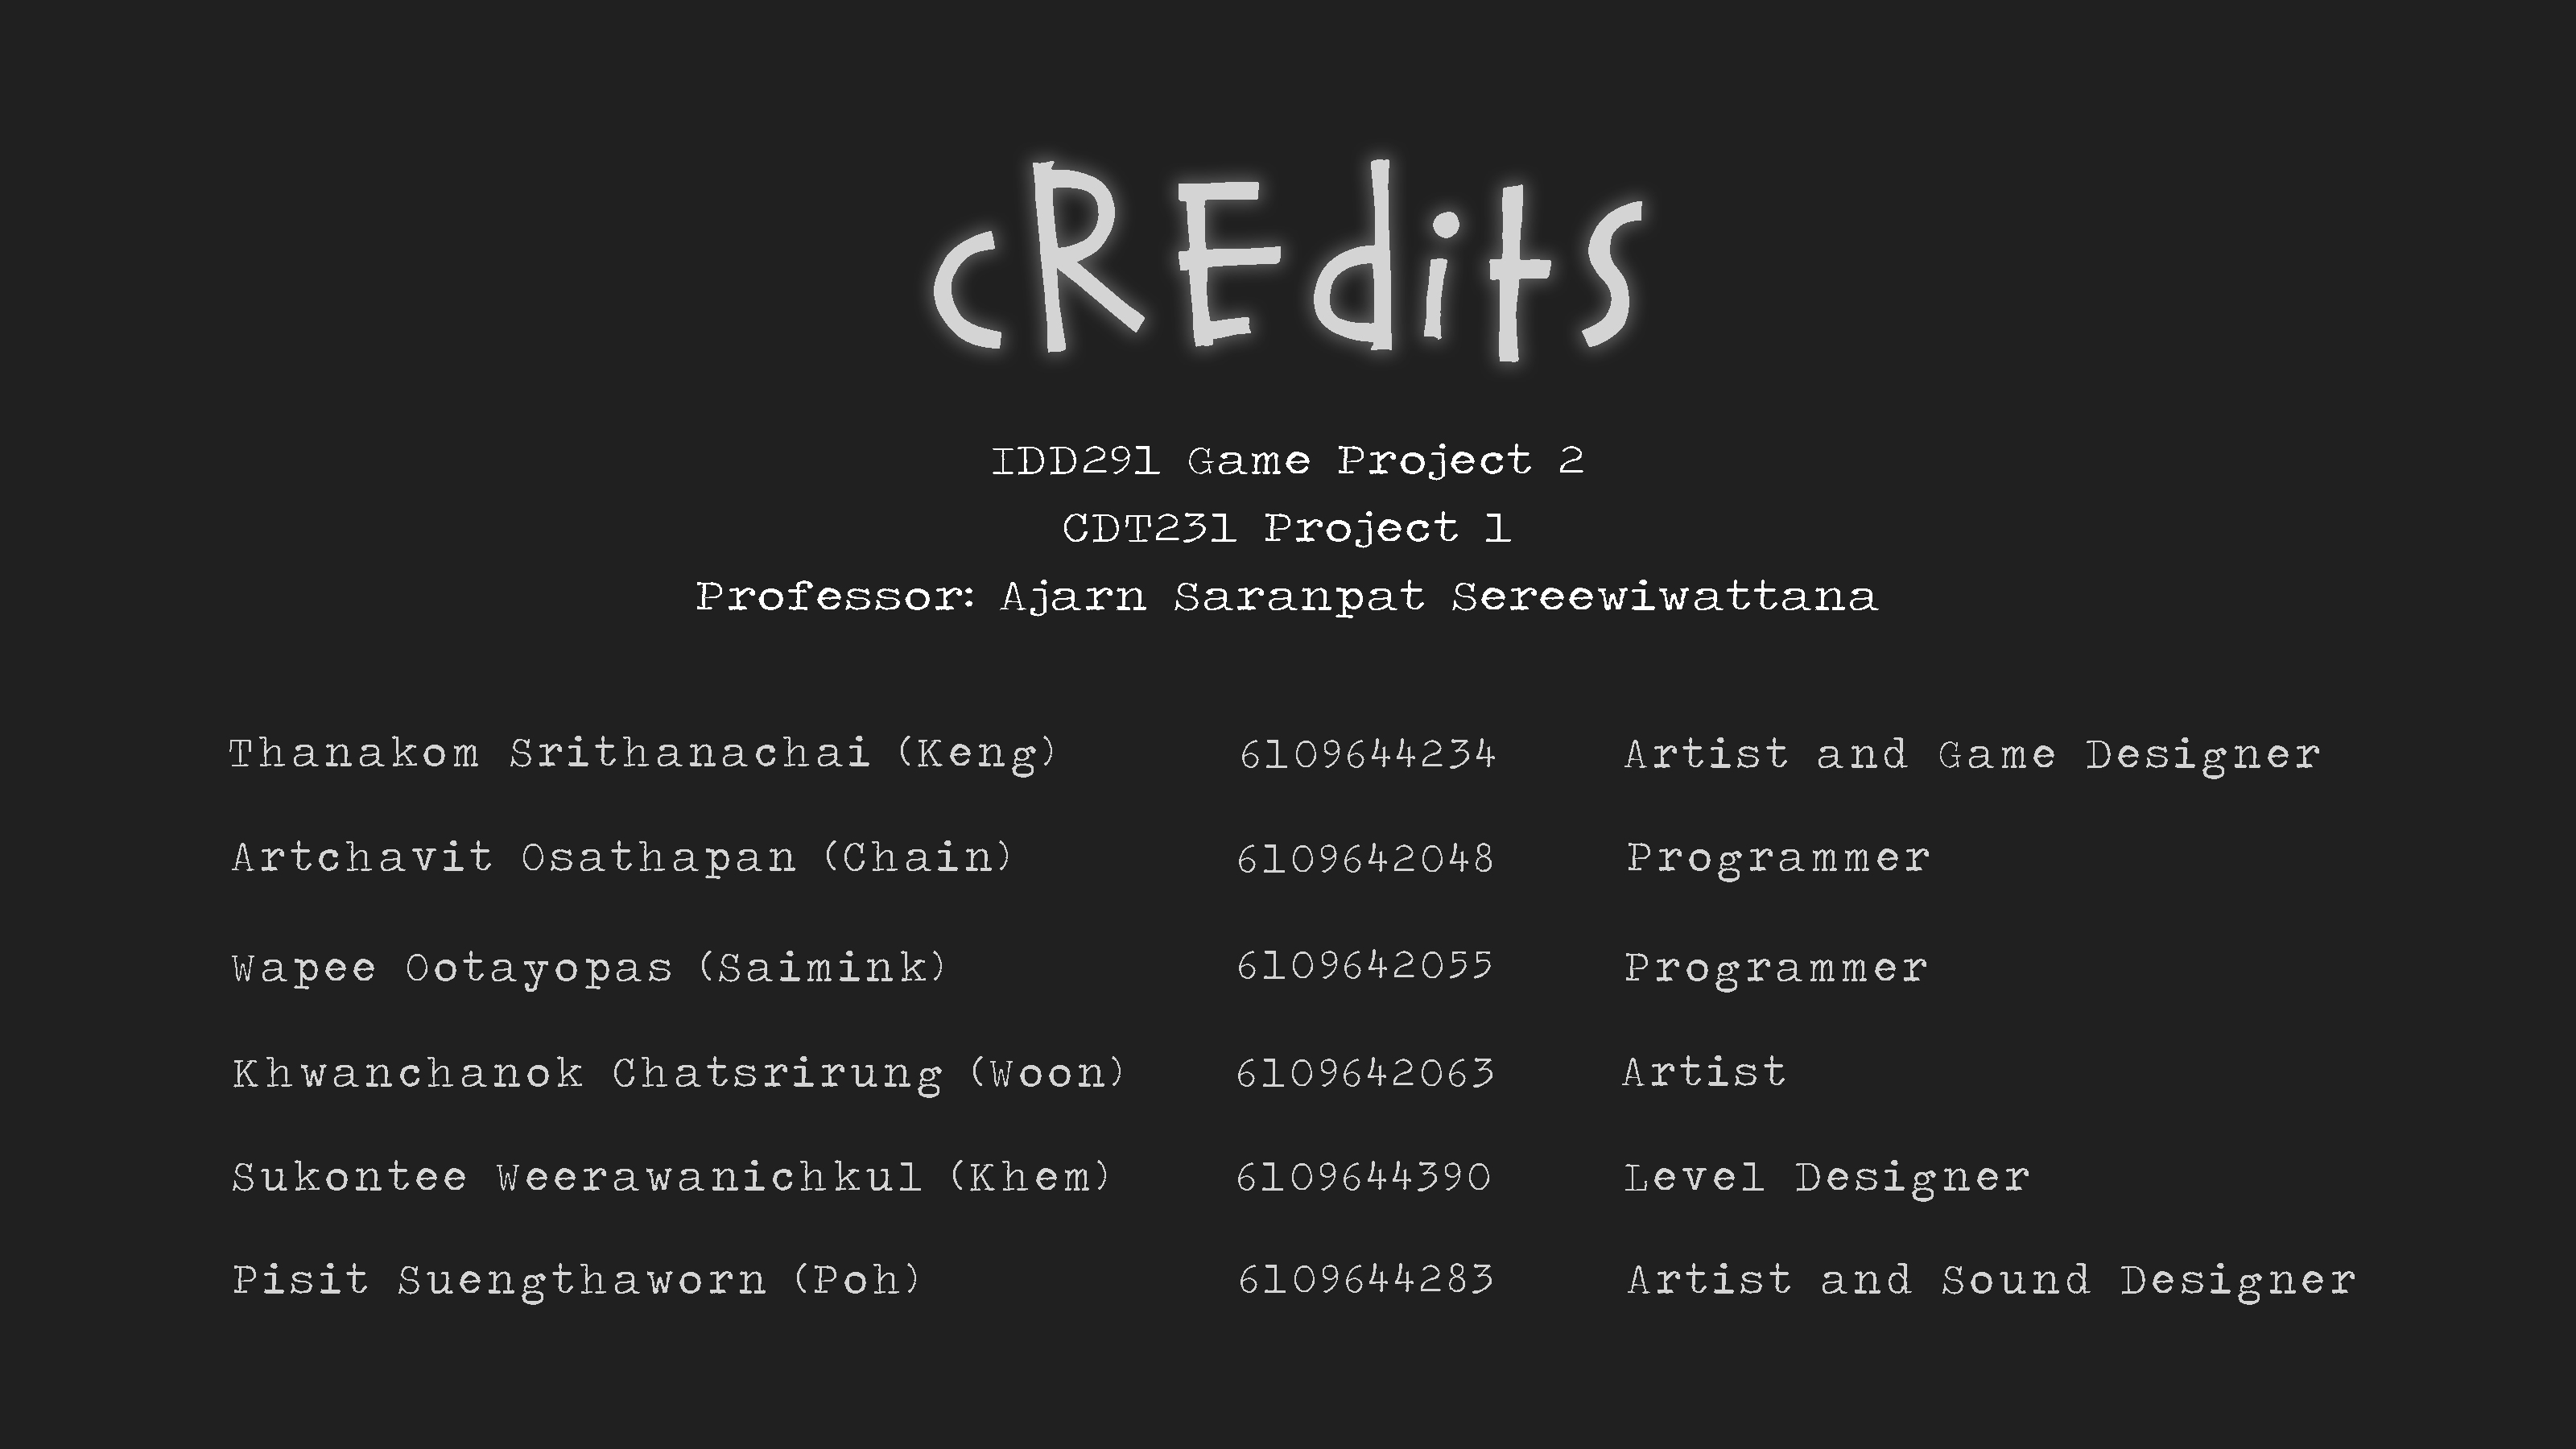 cREdits
IDD291 Game Project 2
CDT231 Project 1
Professor: Ajarn Saranpat Sereewiwattana
Thanakom Srithanachai (Keng) 6109644234 Artist and Game Designer
Artchavit Osathapan (Chain) 6109642048 Programmer
Wapee Ootayopas (Saimink) 6109642055 Programmer
Khwanchanok Chatsrirung (Woon) 6109642063 Artist
Sukontee Weerawanichkul (Khem) 6109644390 Level Designer
Pisit Suengthaworn (Poh) 6109644283 Artist and Sound Designer